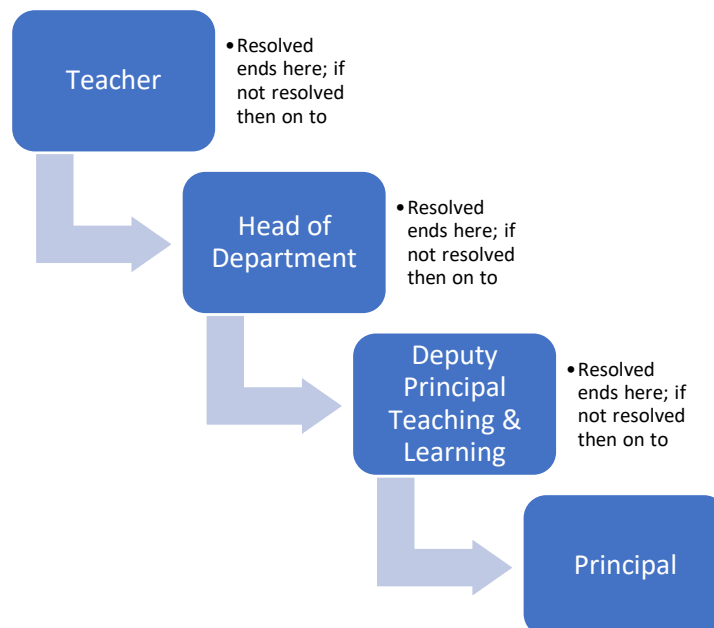 Teacher
•Resolved
ends here; if
not resolved
then on to
Head of
Department
•Resolved
ends here; if
not resolved
then on to
Deputy
Principal
Teaching &
Learning
•Resolved
ends here; if
not resolved
then on to
Principal